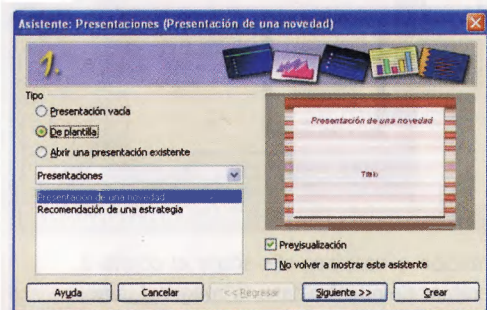 Asistente: Presentaciones (Presentación de una novedad)
1.
Tipo
Presentación vacía
De plantilla
Abrir una presentación existente
Presentaciones
Presentación de una novedad
Recomendación de una estrategia
Presentación de una novedad
Título
Previsualización
No volver a mostrar este asistente
Ayuda
Cancelar
<< Regresar
Siguiente >>
Crear